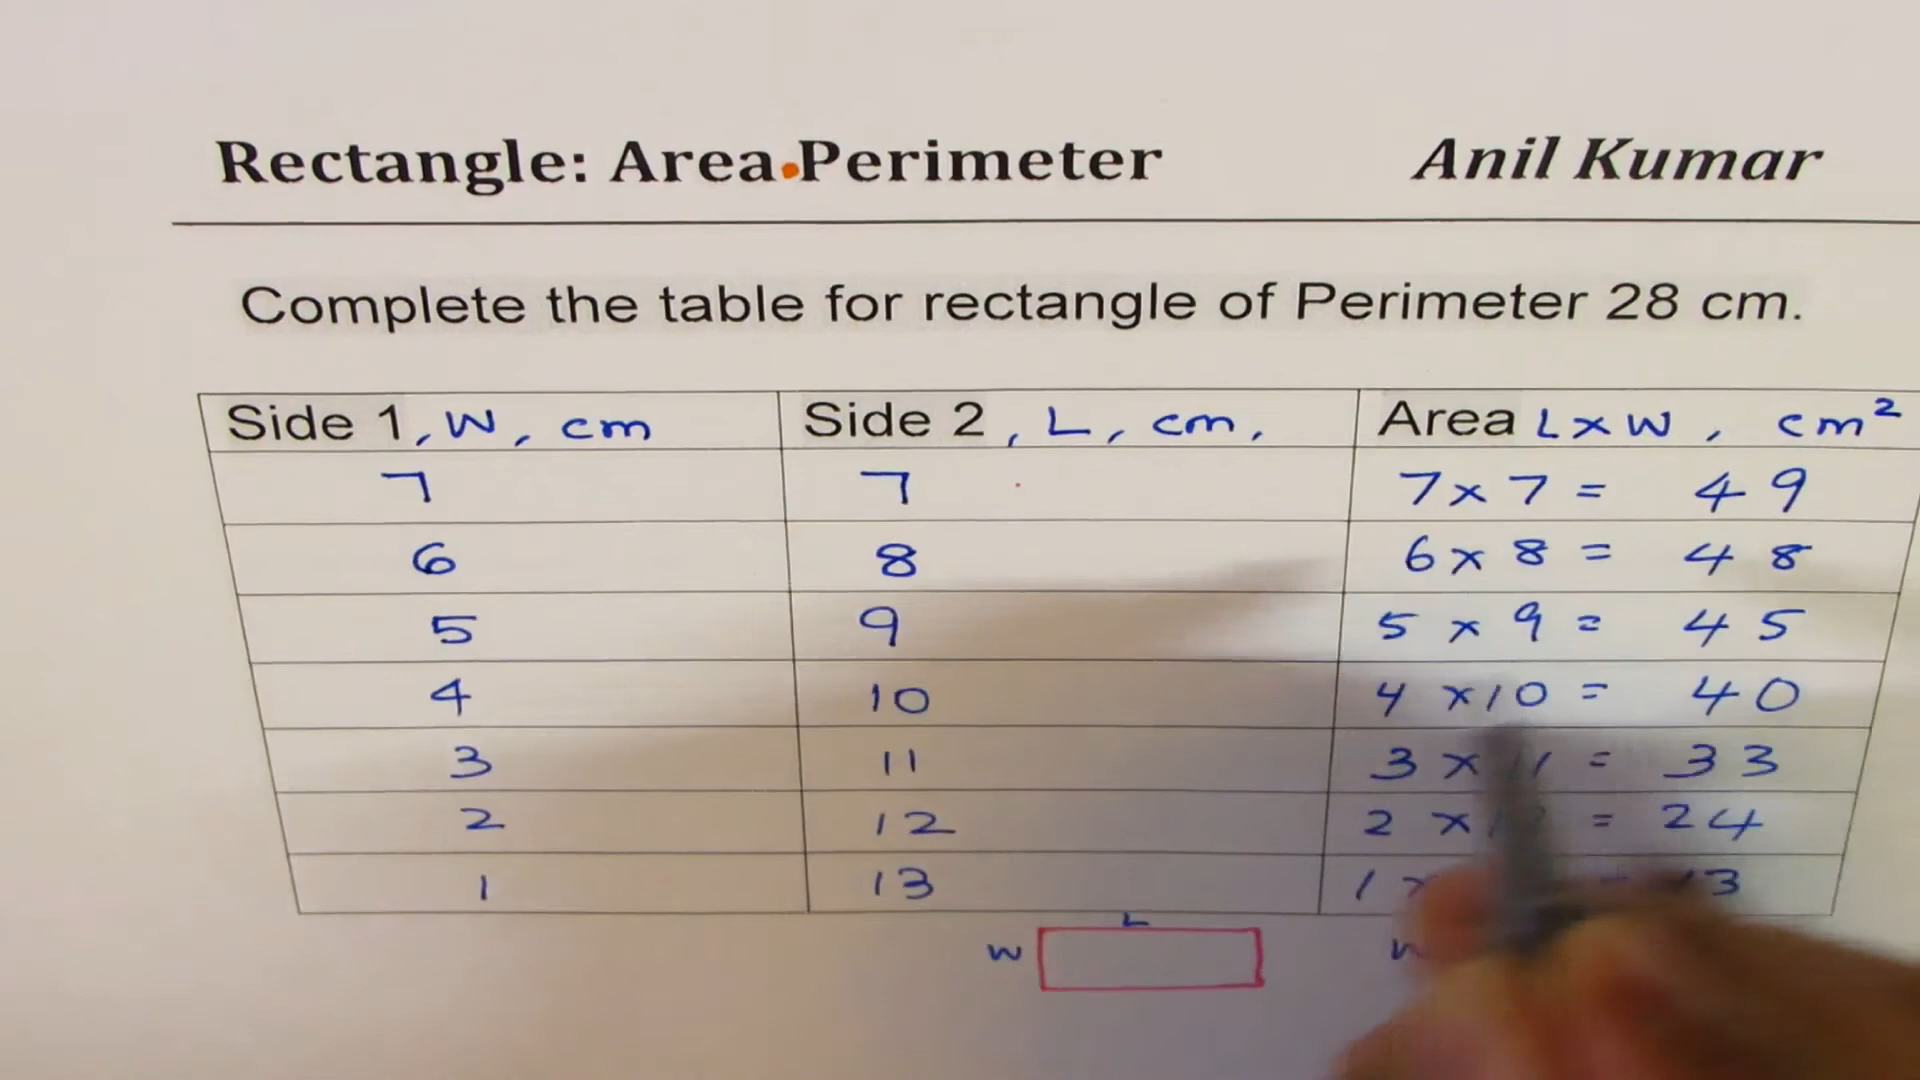 Rectangle: Area Perimeter Anil Kumar
Complete the table for rectangle of Perimeter 28 cm.
Side 1, W, cm Side 2, L, cm, Area L×W, cm²
7 7 7 × 7 = 49
6 8 6 × 8 = 48
5 9 5 × 9 = 45
4 10 4 × 10 = 40
3 11 3 × = 33
2 12 2 × = 24
1 13 1 ×
L
W W